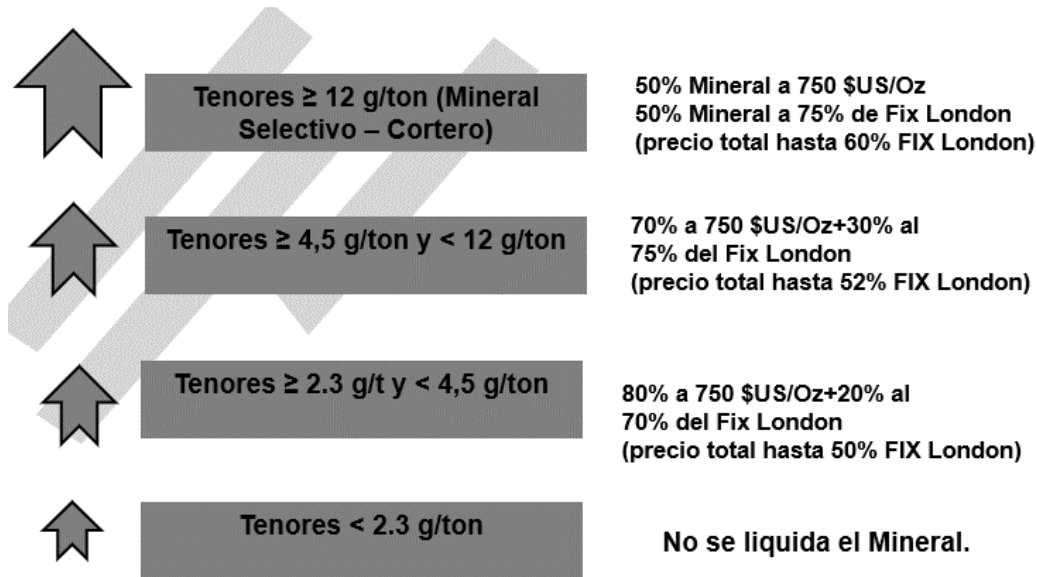 Tenores ≥ 12 g/ton (Mineral
Selectivo – Cortero)
50% Mineral a 750 $US/Oz
50% Mineral a 75% de Fix London
(precio total hasta 60% FIX London)
Tenores ≥ 4,5 g/ton y < 12 g/ton
70% a 750 $US/Oz+30% al
75% del Fix London
(precio total hasta 52% FIX London)
Tenores ≥ 2.3 g/t y < 4,5 g/ton
80% a 750 $US/Oz+20% al
70% del Fix London
(precio total hasta 50% FIX London)
Tenores < 2.3 g/ton
No se liquida el Mineral.